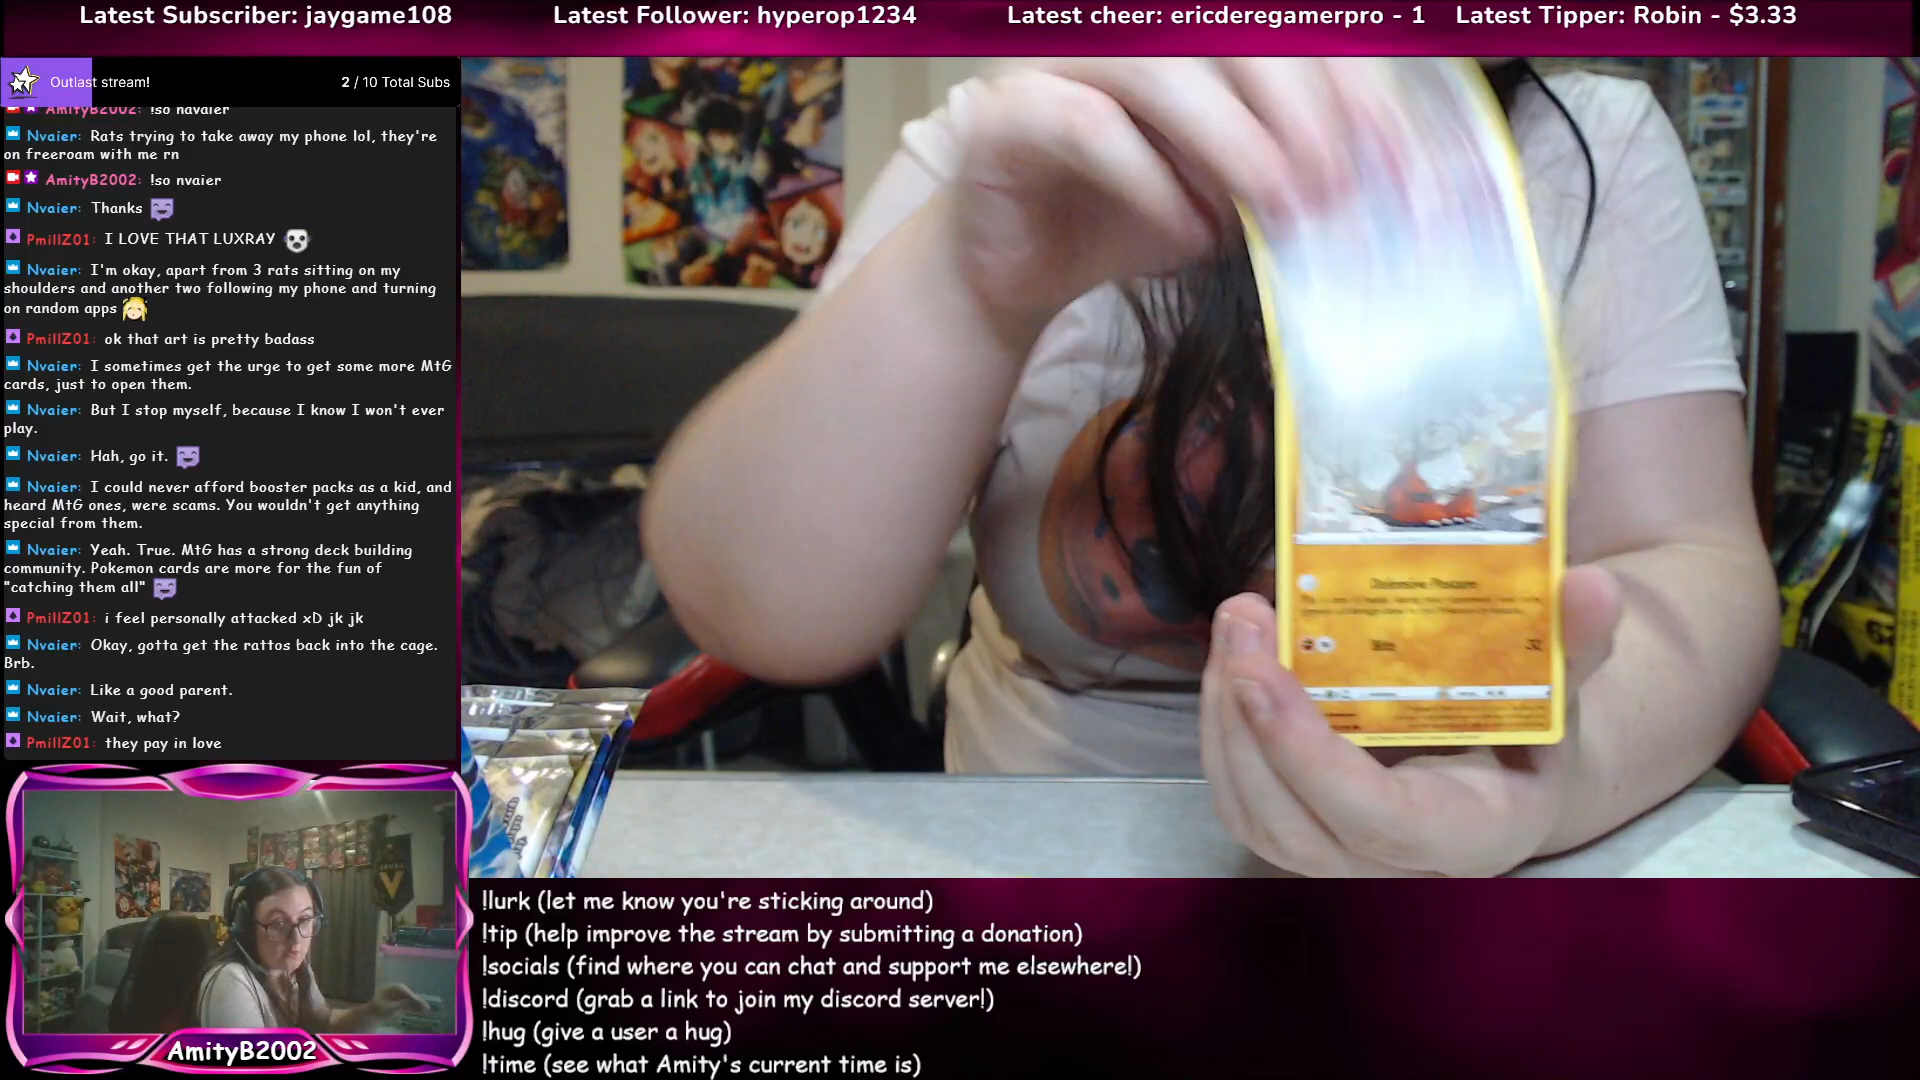 Latest Subscriber: jaygame108
Latest Follower: hyperop1234
Latest cheer: ericderegamerpro - 1
Latest Tipper: Robin - $3.33
Outlast stream!
2 / 10 Total Subs
AmityB2002: !so navaier
Nvaier: Rats trying to take away my phone lol, they're
on freeroam with me rn
AmityB2002: !so nvaier
Nvaier: Thanks
PmillZ01: I LOVE THAT LUXRAY
Nvaier: I'm okay, apart from 3 rats sitting on my
shoulders and another two following my phone and turning
on random apps
PmillZ01: ok that art is pretty badass
Nvaier: I sometimes get the urge to get some more MtG
cards, just to open them.
Nvaier: But I stop myself, because I know I won't ever
play.
Nvaier: Hah, go it.
Nvaier: I could never afford booster packs as a kid, and
heard MtG ones, were scams. You wouldn't get anything
special from them.
Nvaier: Yeah. True. MtG has a strong deck building
community. Pokemon cards are more for the fun of
"catching them all"
PmillZ01: i feel personally attacked xD jk jk
Nvaier: Okay, gotta get the rattos back into the cage.
Brb.
Nvaier: Like a good parent.
Nvaier: Wait, what?
PmillZ01: they pay in love
AmityB2002
!lurk (let me know you're sticking around)
!tip (help improve the stream by submitting a donation)
!socials (find where you can chat and support me elsewhere!)
!discord (grab a link to join my discord server!)
!hug (give a user a hug)
!time (see what Amity's current time is)